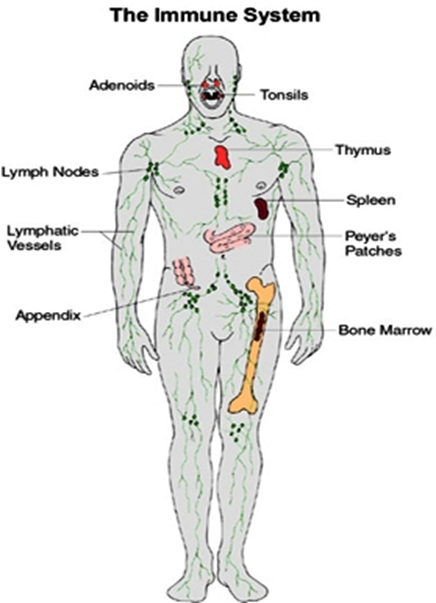 The Immune System
Adenoids
Tonsils
Thymus
Lymph Nodes
Spleen
Lymphatic
Vessels
Peyer's
Patches
Appendix
Bone Marrow